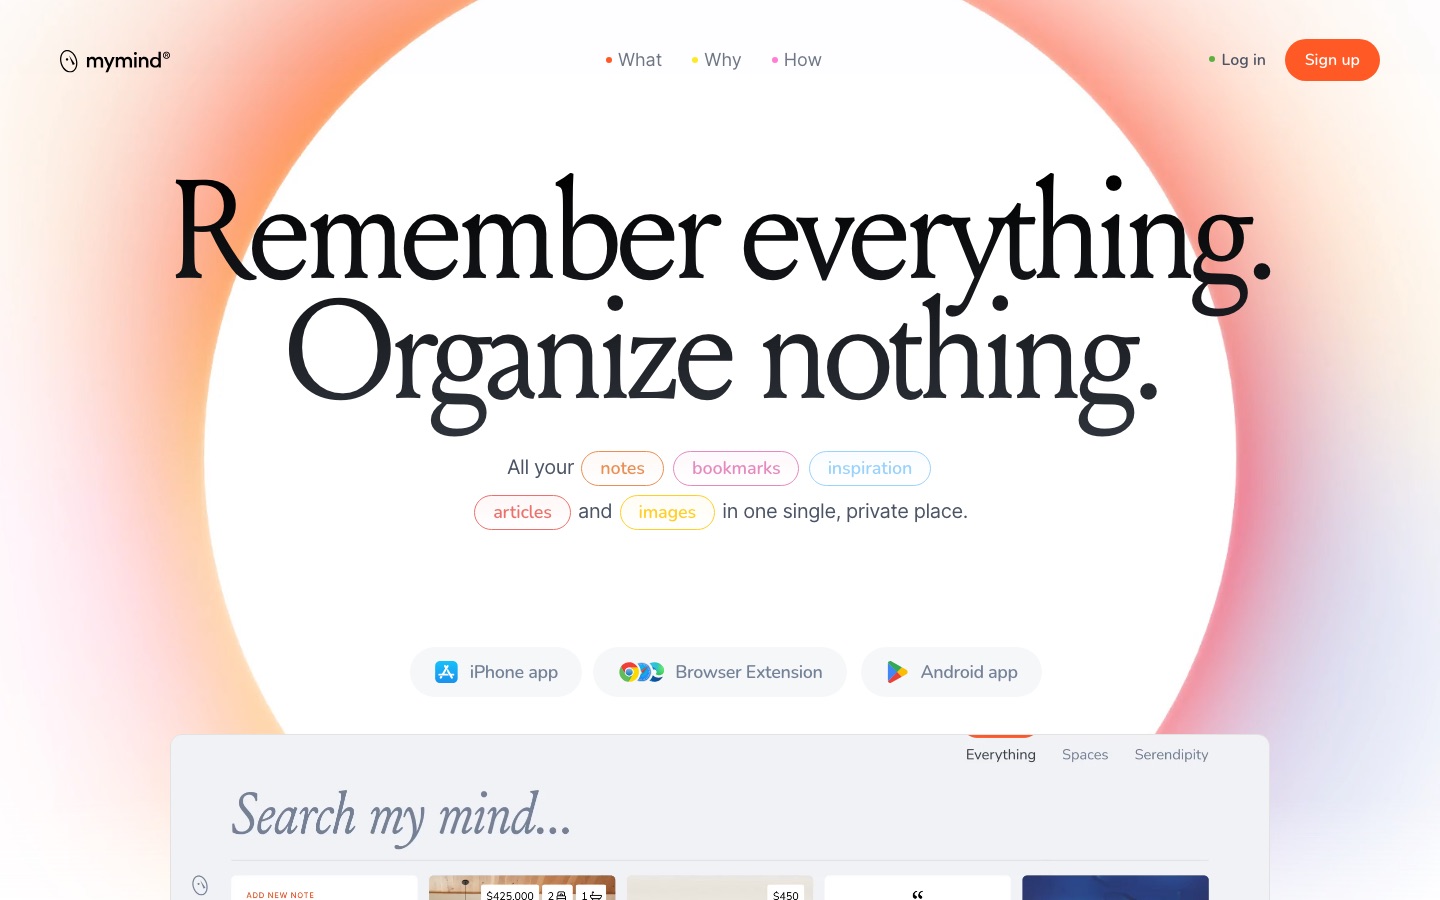 mymind®
What
Why
How
Log in
Sign up
Remember everything.
Organize nothing.
All your notes bookmarks inspiration
articles and images in one single, private place.
iPhone app
Browser Extension
Android app
Everything
Spaces
Serendipity
Search my mind...
ADD NEW NOTE
$425,000
2
1
$450
“